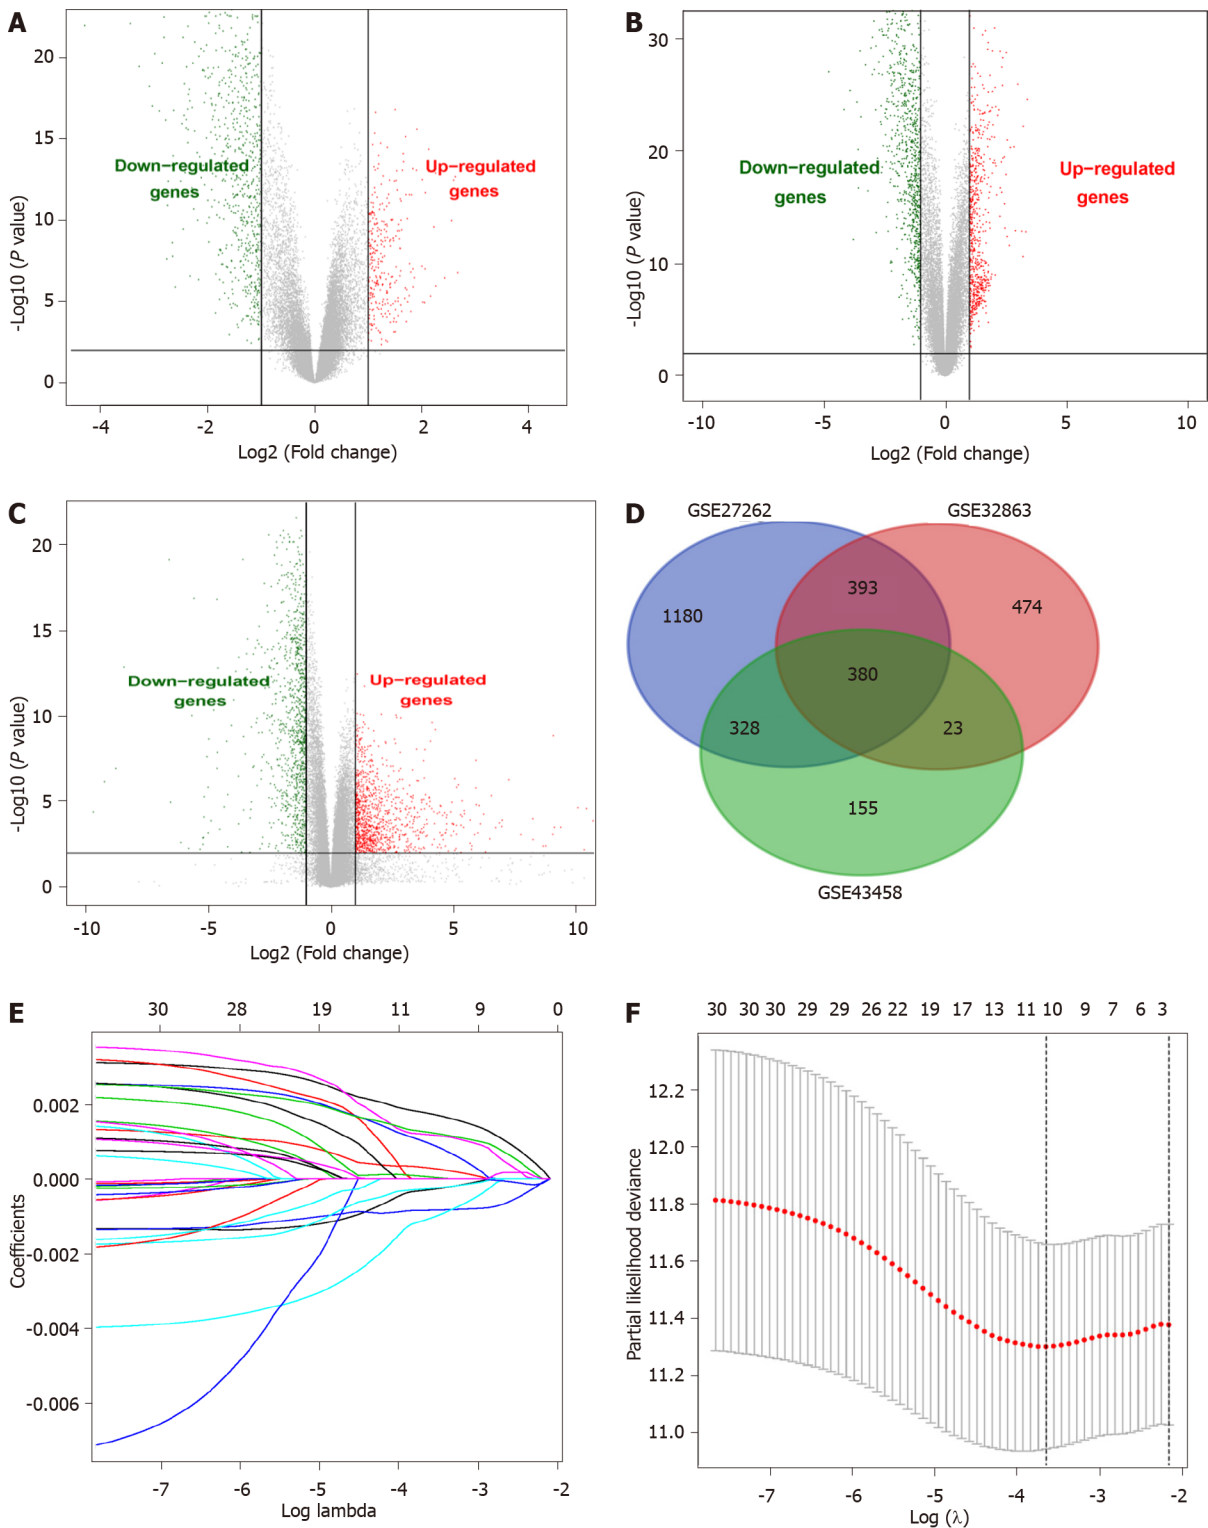 A
20
15
10
5
0
-Log10 (P value)
Down-regulated
genes
Up-regulated
genes
-4 -2 0 2 4
Log2 (Fold change)
B
30
20
10
0
-Log10 (P value)
Down-regulated
genes
Up-regulated
genes
-10 -5 0 5 10
Log2 (Fold change)
C
20
15
10
5
0
-Log10 (P value)
Down-regulated
genes
Up-regulated
genes
-10 -5 0 5 10
Log2 (Fold change)
D
GSE27262 GSE32863
393
1180 474
380
328 23
155
GSE43458
E
30 28 19 11 9 0
0.002
0.000
-0.002
-0.004
-0.006
Coefficients
-7 -6 -5 -4 -3 -2
Log lambda
F
30 30 30 29 29 26 22 19 17 13 11 10 9 7 6 3
12.2
12.0
11.8
11.6
11.4
11.2
11.0
Partial likelihood deviance
-7 -6 -5 -4 -3 -2
Log (λ)